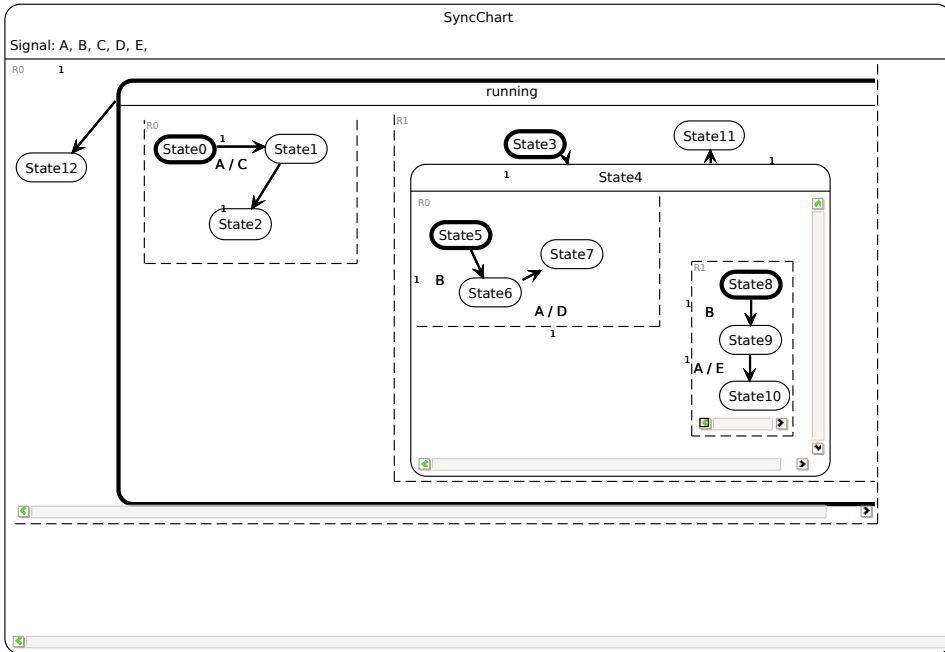 SyncChart
Signal: A, B, C, D, E,
R0
1
running
State12
R0
State0
1
A / C
State1
1
State2
R1
State3
1
State11
1
State4
R0
State5
1
B
State6
State7
A / D
1
R1
State8
1
B
State9
1
A / E
State10